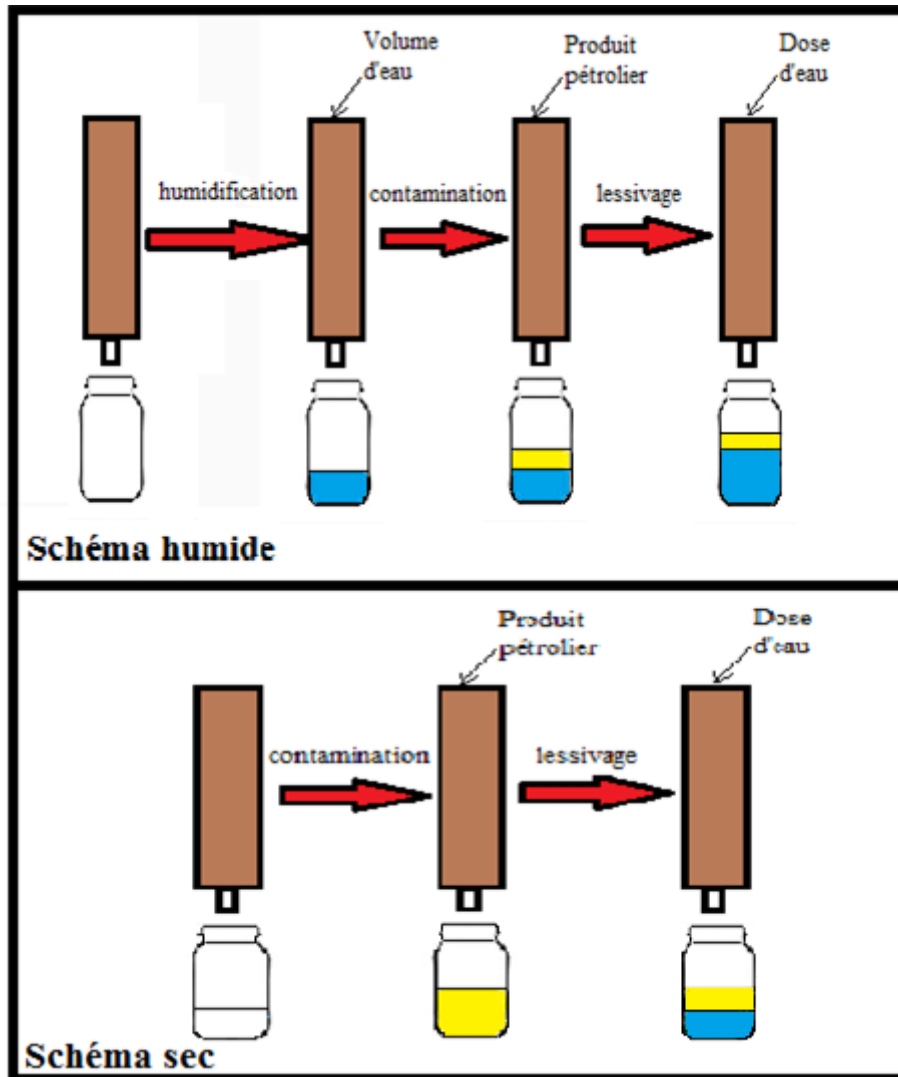 Volume
d'eau
Produit
pétrolier
Dose
d'eau
humidification
contamination
lessivage
Schéma humide
Produit
pétrolier
Dose
d'eau
contamination
lessivage
Schéma sec